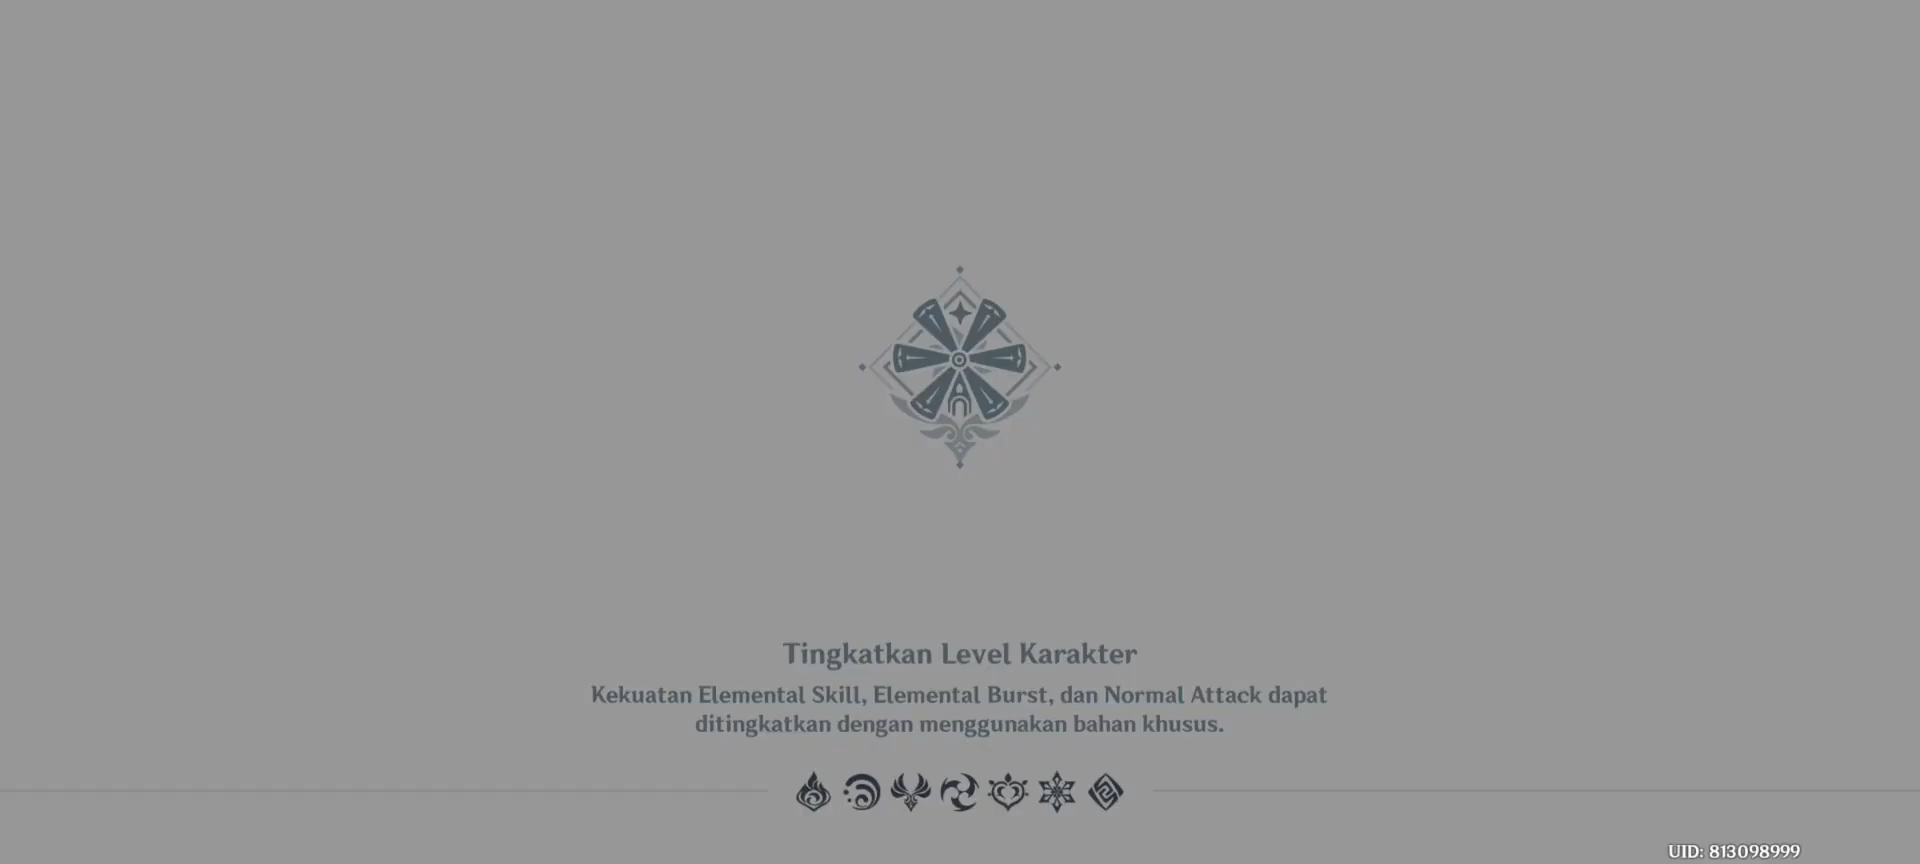 Tingkatkan Level Karakter
Kekuatan Elemental Skill, Elemental Burst, dan Normal Attack dapat
ditingkatkan dengan menggunakan bahan khusus.
UID: 813098999